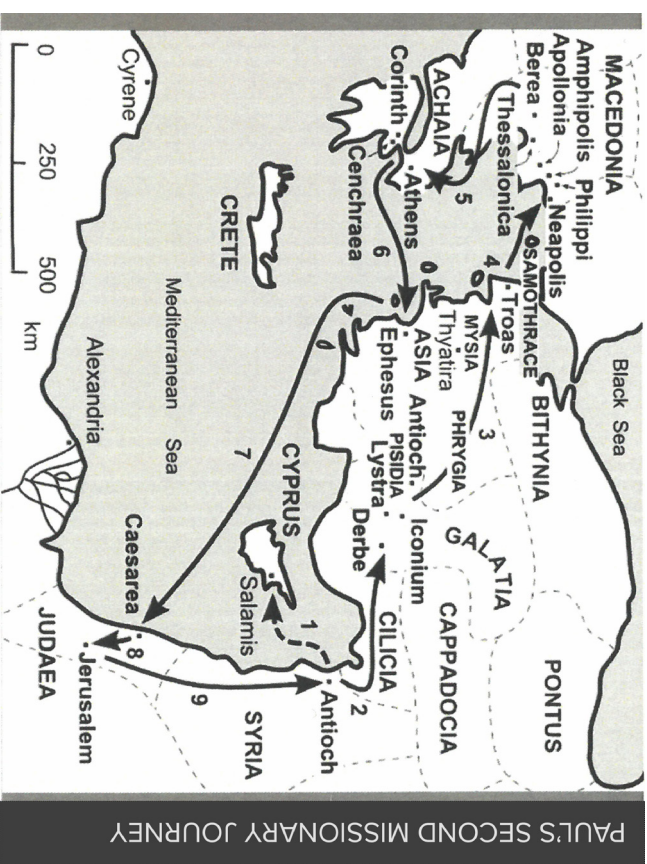 PAUL'S SECOND MISSIONARY JOURNEY
Black Sea
MACEDONIA
Amphipolis
Apollonia
Berea
Philippi
Neapolis
Thessalonica
SAMOTHRACE
BITHYNIA
PONTUS
GALATIA
CAPPADOCIA
4
Troas
MYSIA
Thyatira
3
PHRYGIA
ASIA
Antioch
PISIDIA
Iconium
Lystra
Derbe
CILICIA
5
ACHAIA
Athens
Corinth
Cenchraea
6
Ephesus
2
Antioch
1
CYPRUS
Salamis
SYRIA
CRETE
7
9
Mediterranean Sea
Cyrene
Alexandria
Caesarea
8
Jerusalem
JUDAEA
0 250 500 km